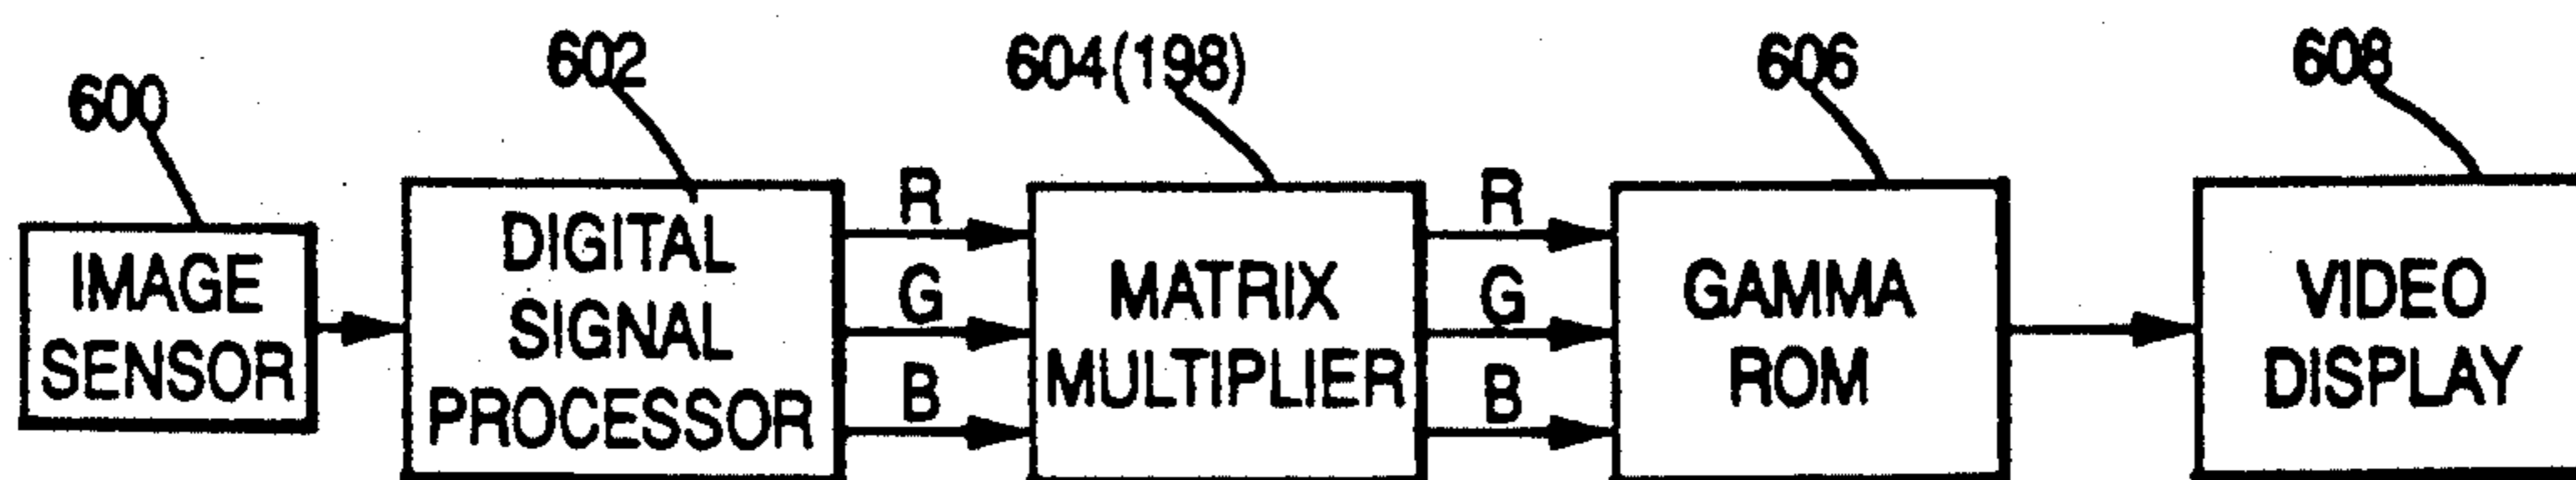 600
602
604(198)
606
608
IMAGE
SENSOR
DIGITAL
SIGNAL
PROCESSOR
R
G
B
MATRIX
MULTIPLIER
R
G
B
GAMMA
ROM
VIDEO
DISPLAY